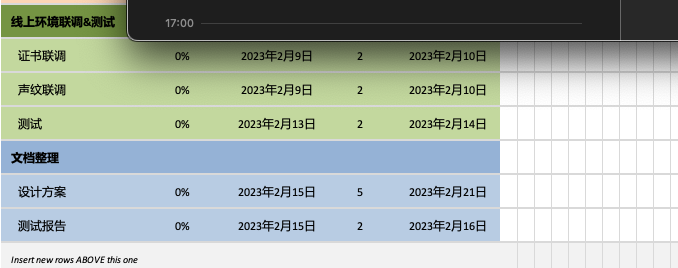 17:00
线上环境联调&测试
证书联调 0% 2023年2月9日 2 2023年2月10日
声纹联调 0% 2023年2月9日 2 2023年2月10日
测试 0% 2023年2月13日 2 2023年2月14日
文档整理
设计方案 0% 2023年2月15日 5 2023年2月21日
测试报告 0% 2023年2月15日 2 2023年2月16日
Insert new rows ABOVE this one